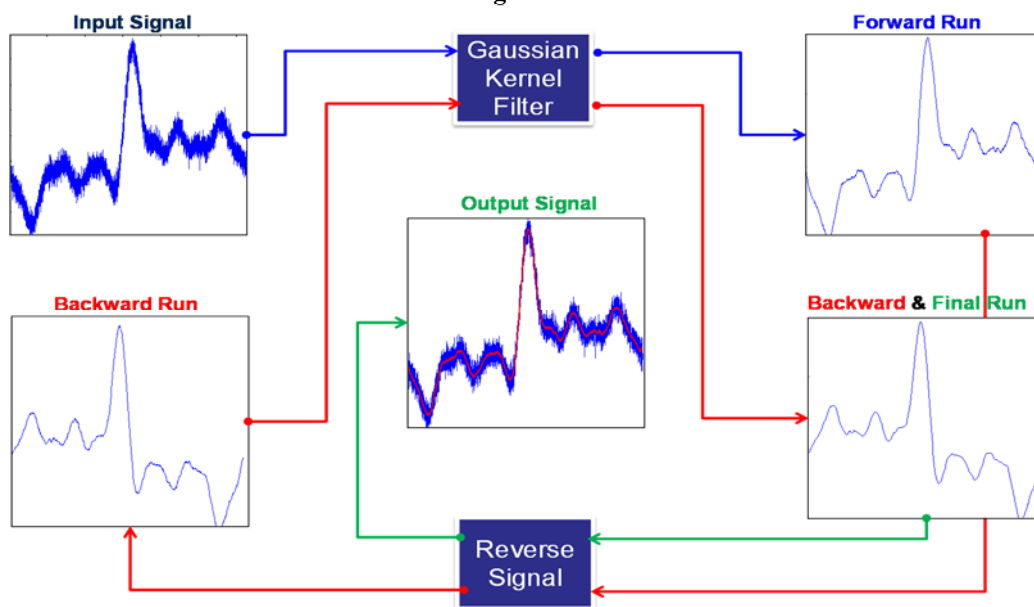 Input Signal
Gaussian
Kernel
Filter
Forward Run
Output Signal
Backward Run
Backward & Final Run
Reverse
Signal